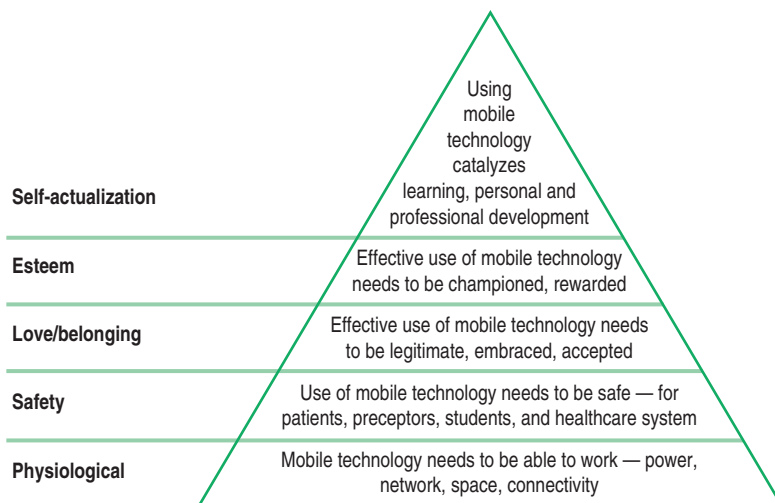 Using
mobile
technology
catalyzes
learning, personal and
professional development
Self-actualization
Effective use of mobile technology
needs to be championed, rewarded
Esteem
Effective use of mobile technology needs
to be legitimate, embraced, accepted
Love/belonging
Use of mobile technology needs to be safe — for
patients, preceptors, students, and healthcare system
Safety
Mobile technology needs to be able to work — power,
network, space, connectivity
Physiological